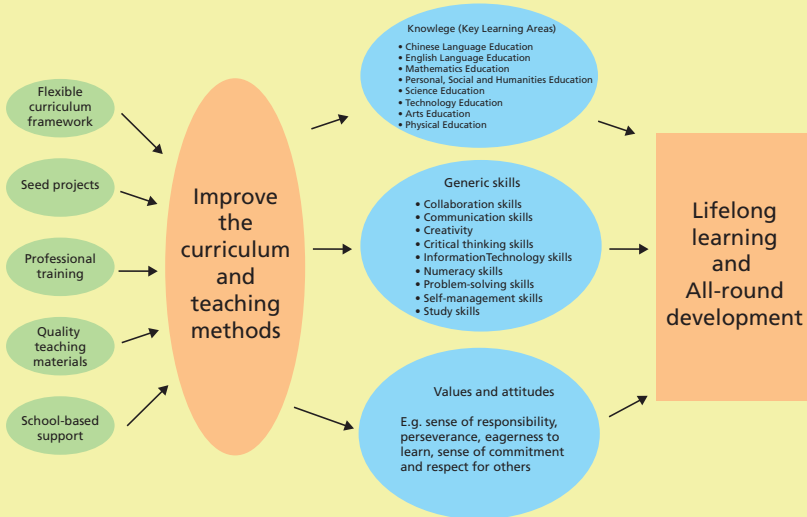 Flexible
curriculum
framework
Seed projects
Professional
training
Quality
teaching
materials
School-based
support
Improve
the
curriculum
and
teaching
methods
Knowlege (Key Learning Areas)
• Chinese Language Education
• English Language Education
• Mathematics Education
• Personal, Social and Humanities Education
• Science Education
• Technology Education
• Arts Education
• Physical Education
Generic skills
• Collaboration skills
• Communication skills
• Creativity
• Critical thinking skills
• InformationTechnology skills
• Numeracy skills
• Problem-solving skills
• Self-management skills
• Study skills
Values and attitudes
E.g. sense of responsibility,
perseverance, eagerness to
learn, sense of commitment
and respect for others
Lifelong
learning
and
All-round
development